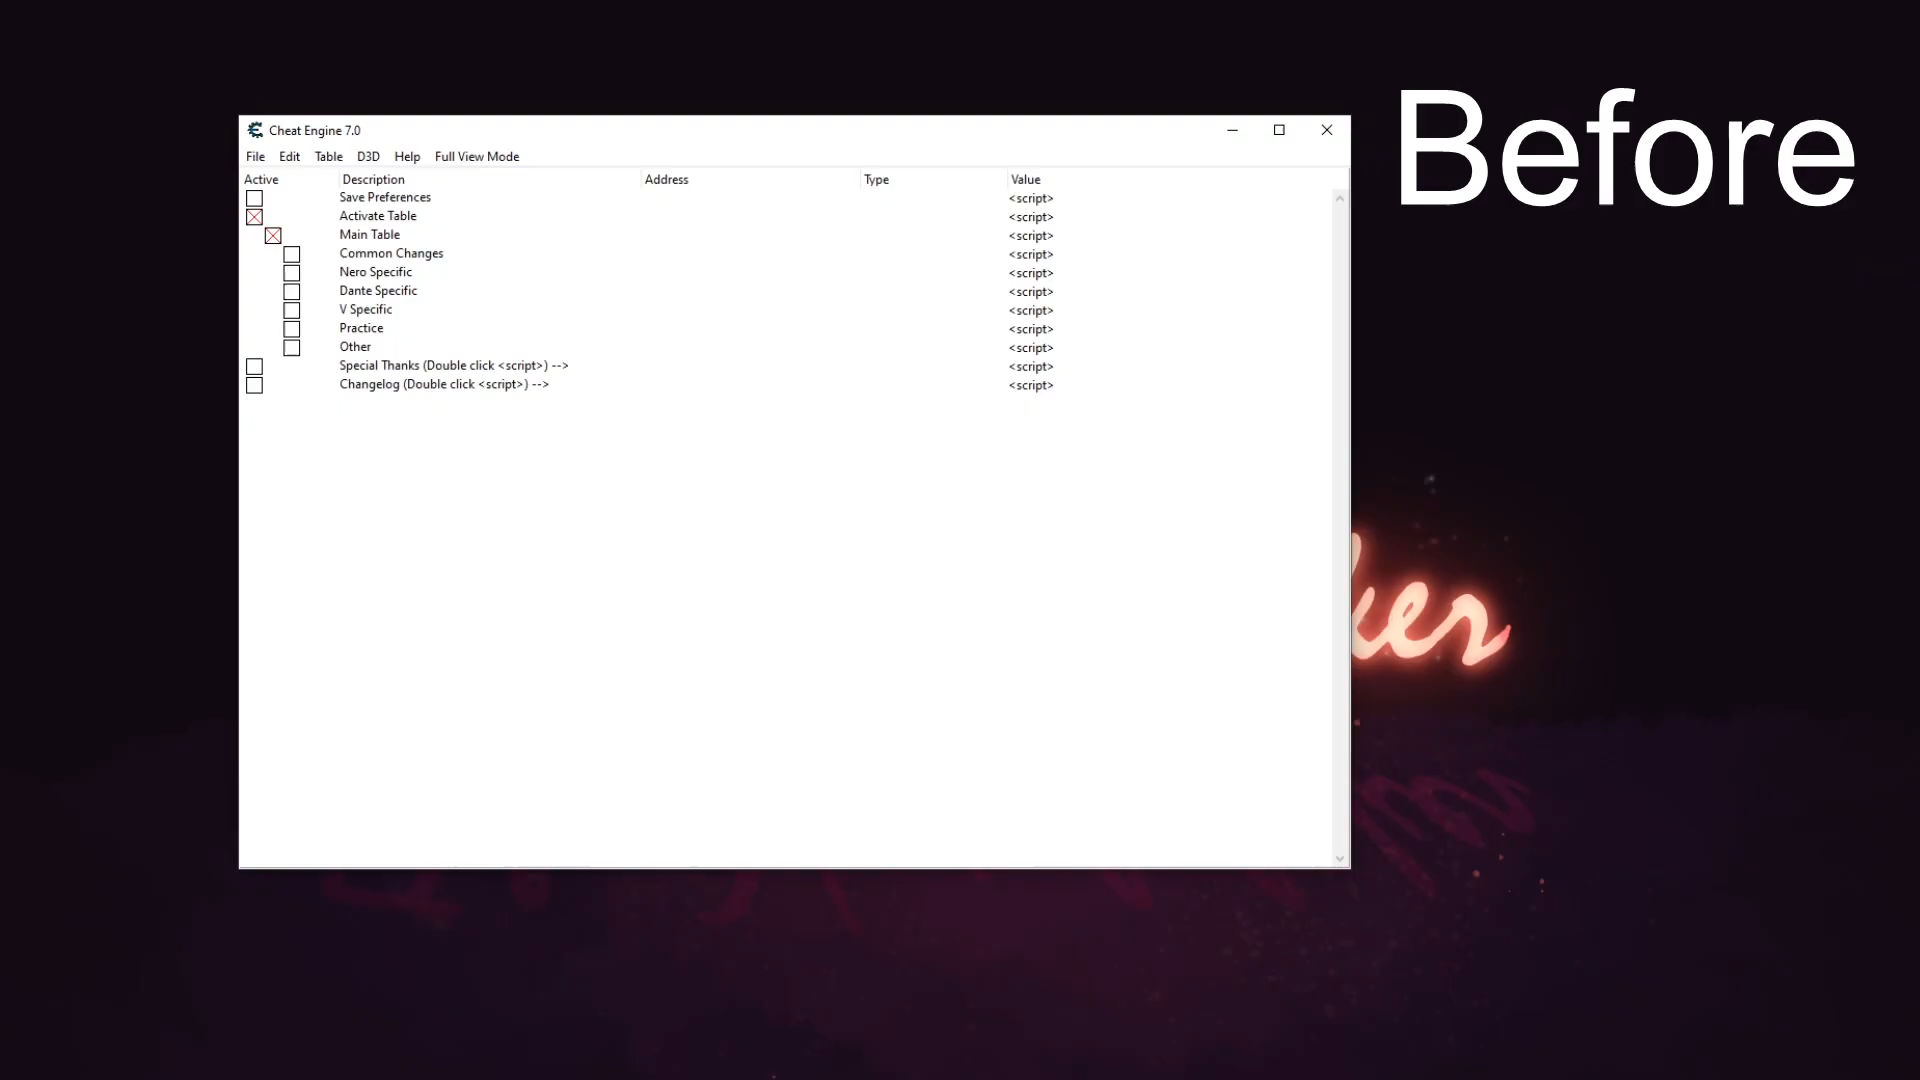 Before
Cheat Engine 7.0
File Edit Table D3D Help Full View Mode
Active Description Address Type Value
Save Preferences <script>
Activate Table <script>
Main Table <script>
Common Changes <script>
Nero Specific <script>
Dante Specific <script>
V Specific <script>
Practice <script>
Other <script>
Special Thanks (Double click <script>) --> <script>
Changelog (Double click <script>) --> <script>
ker